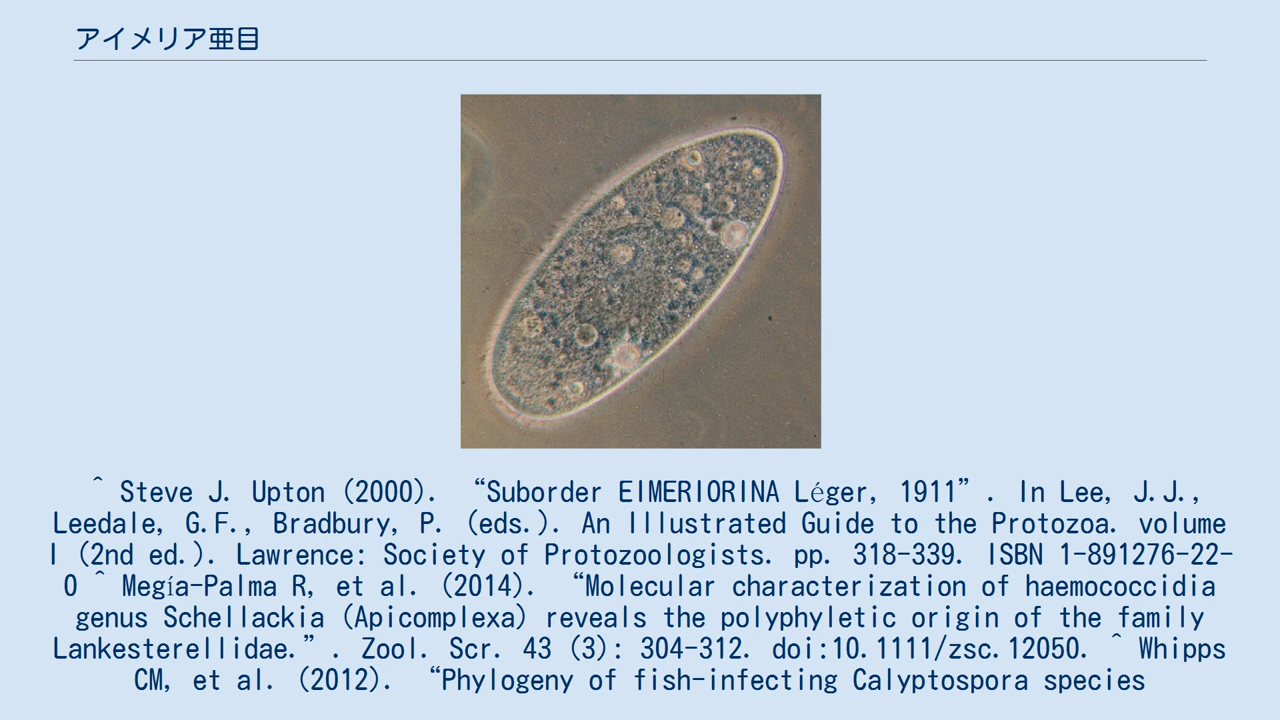 アイメリア亜目
^ Steve J. Upton (2000). “Suborder EIMERIORINA Léger, 1911”. In Lee, J.J.,
Leedale, G.F., Bradbury, P. (eds.). An Illustrated Guide to the Protozoa. volume
I (2nd ed.). Lawrence: Society of Protozoologists. pp. 318-339. ISBN 1-891276-22-
0 ^ Megía-Palma R, et al. (2014). “Molecular characterization of haemococcidia
genus Schellackia (Apicomplexa) reveals the polyphyletic origin of the family
Lankesterellidae.”. Zool. Scr. 43 (3): 304-312. doi:10.1111/zsc.12050. ^ Whipps
CM, et al. (2012). “Phylogeny of fish-infecting Calyptospora species